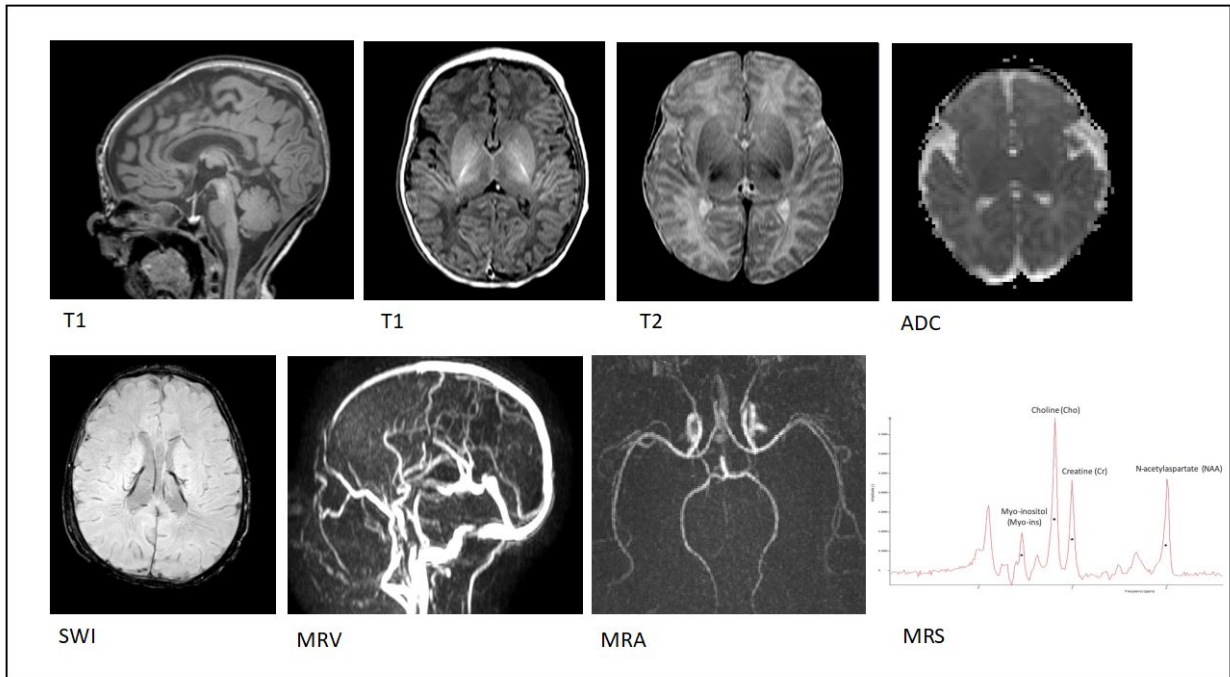 T1
T1
T2
ADC
SWI
MRV
MRA
MRS
Choline (Cho)
Creatine (Cr)
N-acetylaspartate (NAA)
Myo-inositol
(Myo-ins)